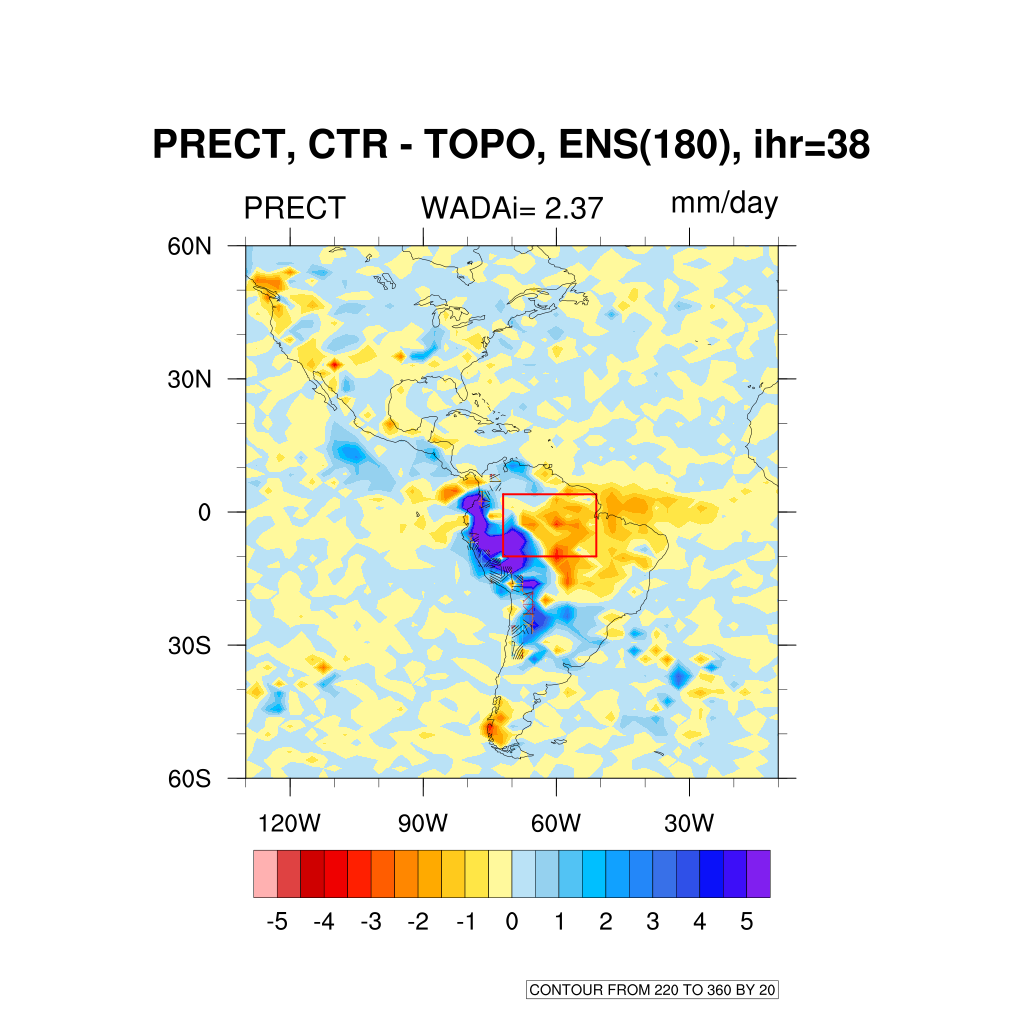 PRECT, CTR - TOPO, ENS(180), ihr=38
PRECT WADAi= 2.37 mm/day
60N
30N
0
30S
60S
120W 90W 60W 30W
-5 -4 -3 -2 -1 0 1 2 3 4 5
CONTOUR FROM 220 TO 360 BY 20